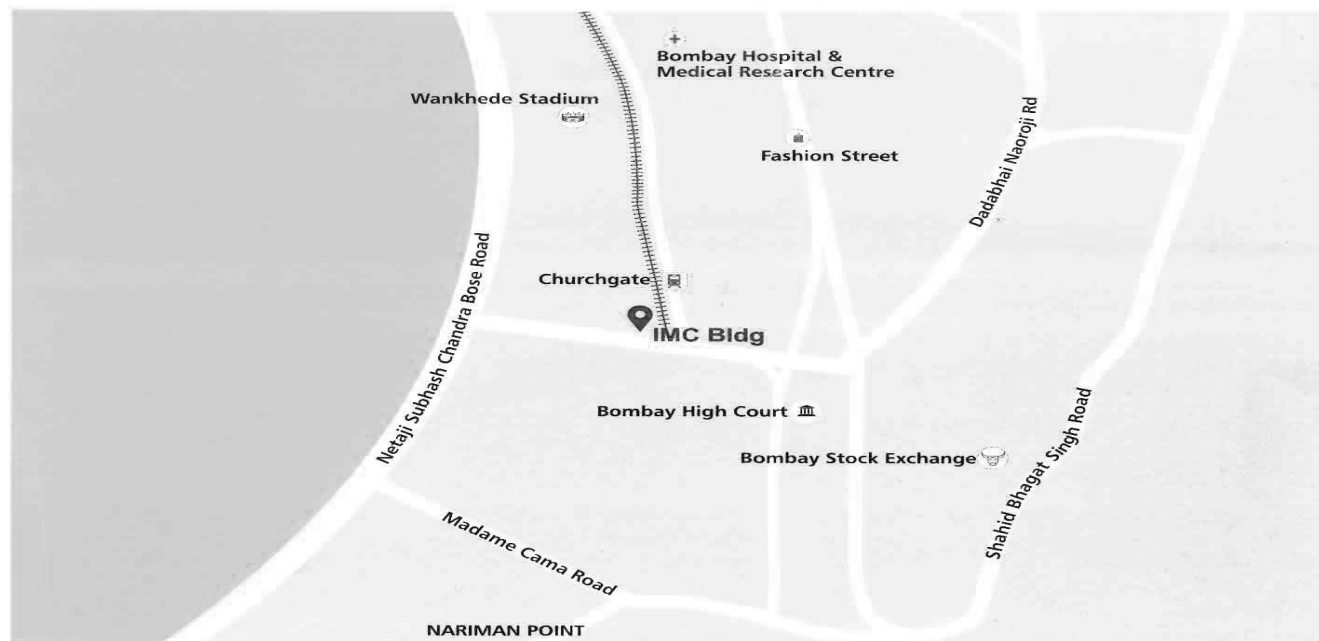 Bombay Hospital &
Medical Research Centre
Wankhede Stadium
Fashion Street
Dadabhai Naoroji Rd
Netaji Subhash Chandra Bose Road
Churchgate
IMC Bldg
Bombay High Court
Bombay Stock Exchange
Shahid Bhagat Singh Road
Madame Cama Road
NARIMAN POINT